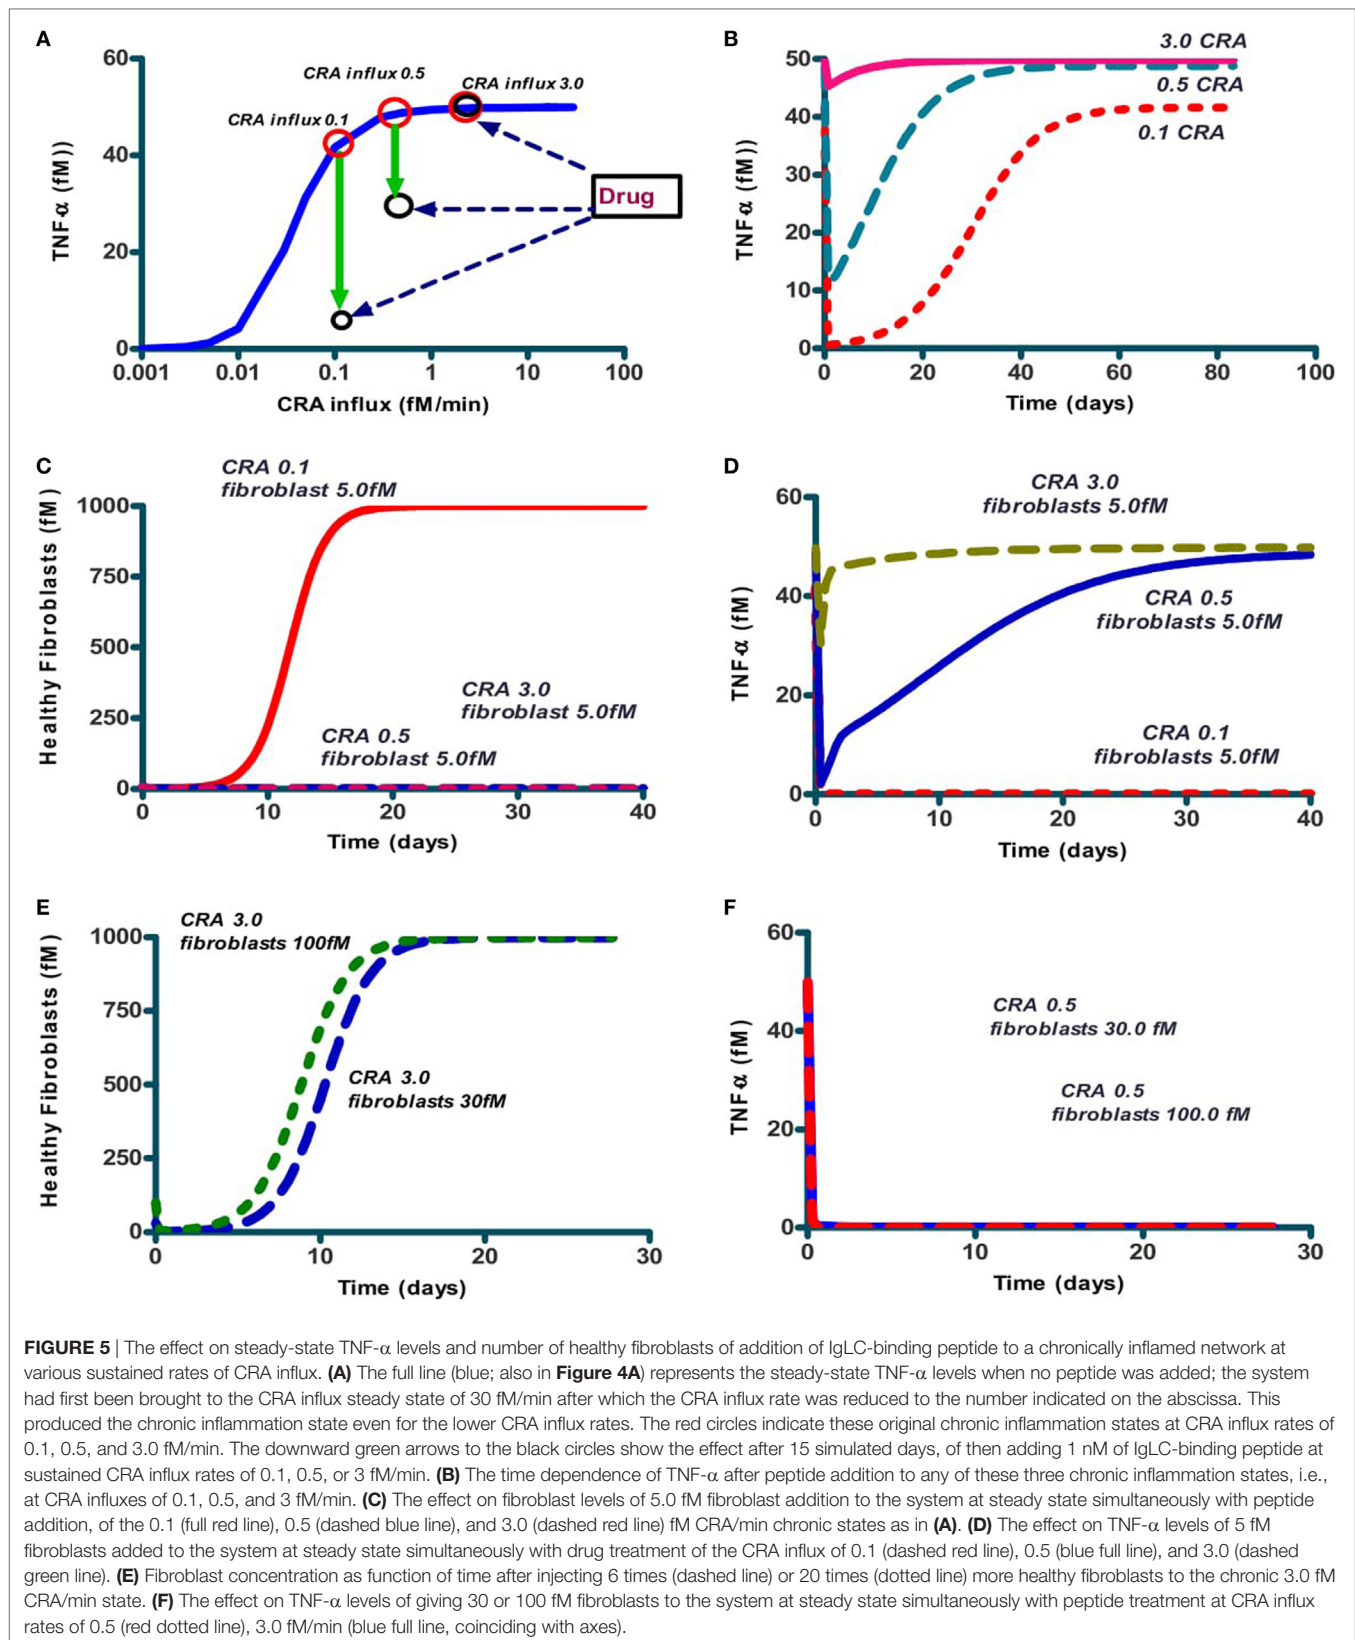 A
TNF-α (fM))
60
40
20
0
CRA influx 0.1
CRA influx 0.5
CRA influx 3.0
Drug
0.001 0.01 0.1 1 10 100
CRA influx (fM/min)
B
TNF-α (fM))
50
40
30
20
10
0
3.0 CRA
0.5 CRA
0.1 CRA
0 20 40 60 80 100
Time (days)
C
CRA 0.1
fibroblast 5.0fM
Healthy Fibroblasts (fM)
1000
750
500
250
0
CRA 3.0
fibroblast 5.0fM
CRA 0.5
fibroblast 5.0fM
0 10 20 30 40
Time (days)
D
TNF-α (fM)
60
40
20
0
CRA 3.0
fibroblasts 5.0fM
CRA 0.5
fibroblasts 5.0fM
CRA 0.1
fibroblasts 5.0fM
0 10 20 30 40
Time (days)
E
Healthy Fibroblasts (fM)
1000
750
500
250
0
CRA 3.0
fibroblasts 100fM
CRA 3.0
fibroblasts 30fM
0 10 20 30
Time (days)
F
TNF-α (fM)
60
40
20
0
CRA 0.5
fibroblasts 30.0 fM
CRA 0.5
fibroblasts 100.0 fM
0 10 20 30
Time (days)
FIGURE 5 | The effect on steady-state TNF-α levels and number of healthy fibroblasts of addition of IgLC-binding peptide to a chronically inflamed network at
various sustained rates of CRA influx. (A) The full line (blue; also in Figure 4A) represents the steady-state TNF-α levels when no peptide was added; the system
had first been brought to the CRA influx steady state of 30 fM/min after which the CRA influx rate was reduced to the number indicated on the abscissa. This
produced the chronic inflammation state even for the lower CRA influx rates. The red circles indicate these original chronic inflammation states at CRA influx rates of
0.1, 0.5, and 3.0 fM/min. The downward green arrows to the black circles show the effect after 15 simulated days, of then adding 1 nM of IgLC-binding peptide at
sustained CRA influx rates of 0.1, 0.5, or 3 fM/min. (B) The time dependence of TNF-α after peptide addition to any of these three chronic inflammation states, i.e.,
at CRA influxes of 0.1, 0.5, and 3 fM/min. (C) The effect on fibroblast levels of 5.0 fM fibroblast addition to the system at steady state simultaneously with peptide
addition, of the 0.1 (full red line), 0.5 (dashed blue line), and 3.0 (dashed red line) fM CRA/min chronic states as in (A). (D) The effect on TNF-α levels of 5 fM
fibroblasts added to the system at steady state simultaneously with drug treatment of the CRA influx of 0.1 (dashed red line), 0.5 (blue full line), and 3.0 (dashed
green line). (E) Fibroblast concentration as function of time after injecting 6 times (dashed line) or 20 times (dotted line) more healthy fibroblasts to the chronic 3.0 fM
CRA/min state. (F) The effect on TNF-α levels of giving 30 or 100 fM fibroblasts to the system at steady state simultaneously with peptide treatment at CRA influx
rates of 0.5 (red dotted line), 3.0 fM/min (blue full line, coinciding with axes).